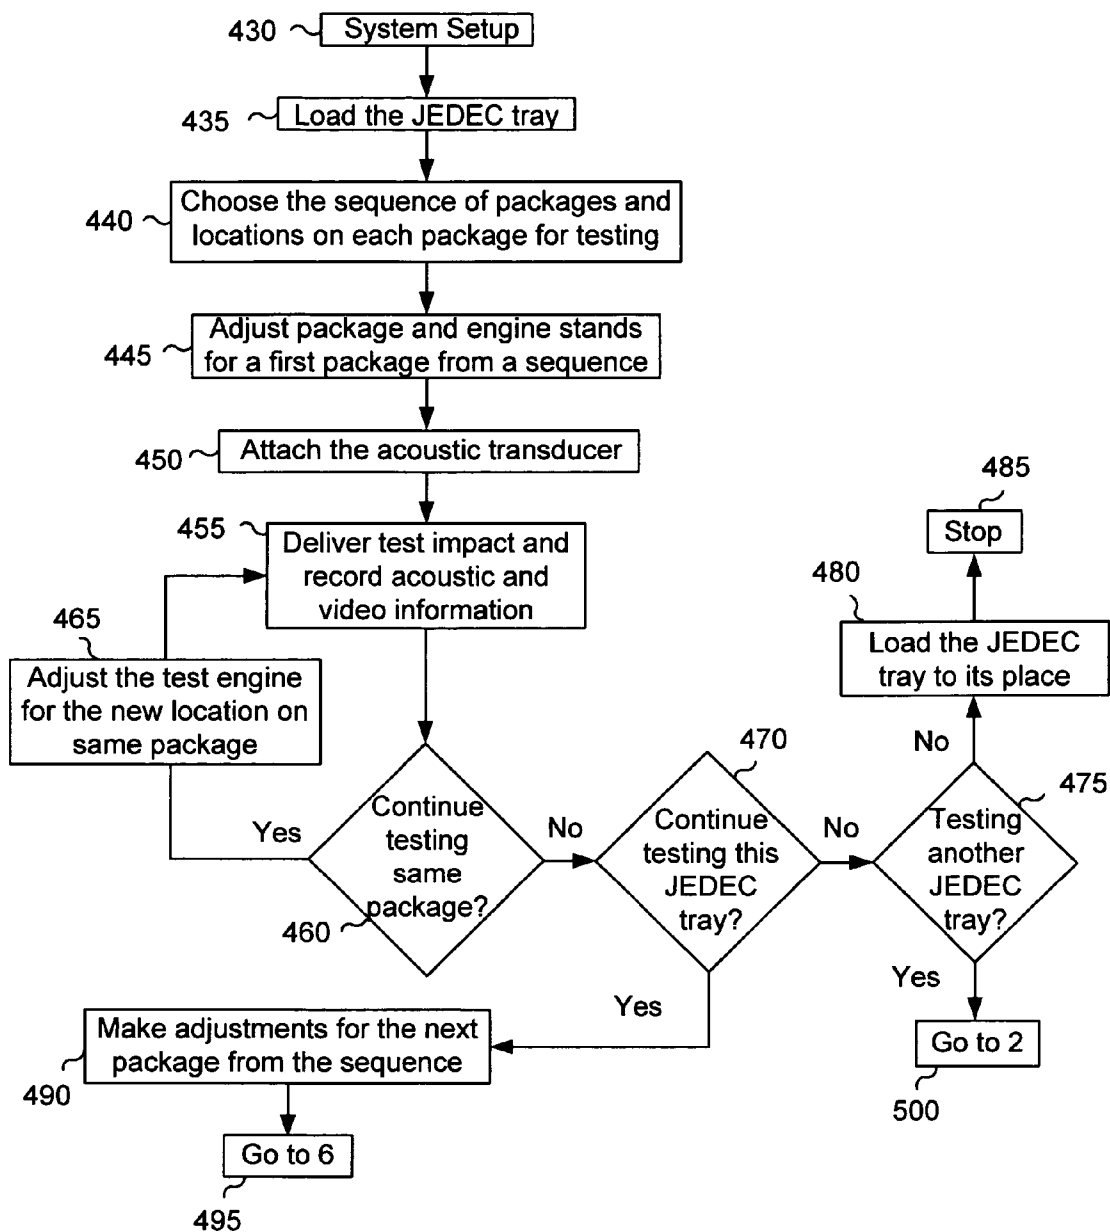 430
System Setup
435
Load the JEDEC tray
440
Choose the sequence of packages and
locations on each package for testing
445
Adjust package and engine stands
for a first package from a sequence
450
Attach the acoustic transducer
455
Deliver test impact and
record acoustic and
video information
465
Adjust the test engine
for the new location on
same package
Yes
460
Continue
testing
same
package?
No
470
Continue
testing this
JEDEC
tray?
No
475
Testing
another
JEDEC
tray?
No
480
Load the JEDEC
tray to its place
485
Stop
Yes
Go to 2
500
Yes
490
Make adjustments for the next
package from the sequence
Go to 6
495